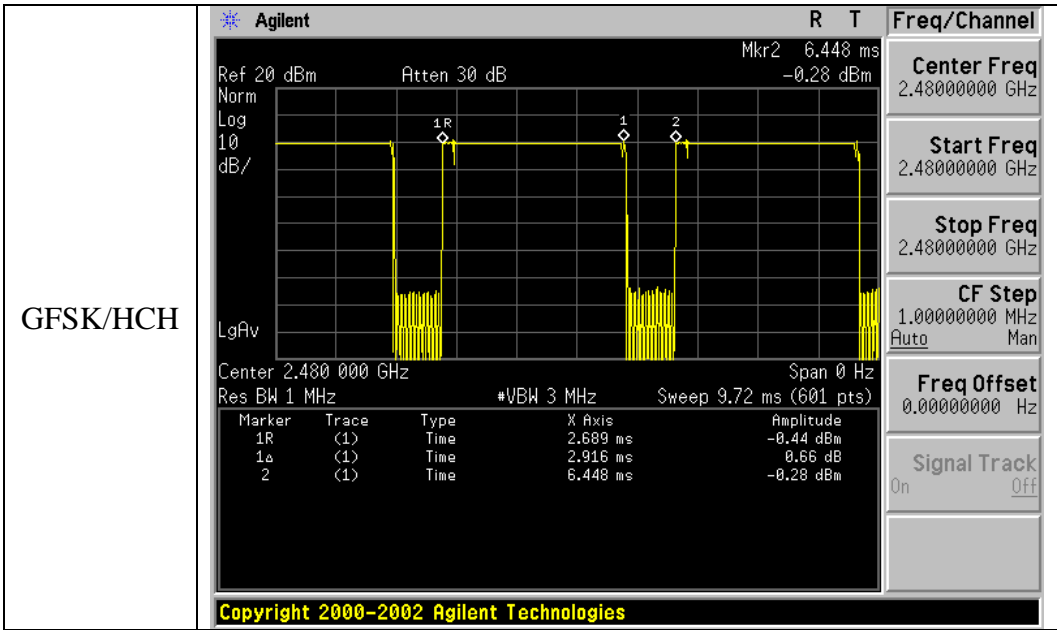 GFSK/HCH
Agilent R T
Mkr2 6.448 ms
Ref 20 dBm Atten 30 dB -0.28 dBm
Norm
Log
10
dB/
1R
1
2
LgAv
Center 2.480 000 GHz Span 0 Hz
Res BW 1 MHz #VBW 3 MHz Sweep 9.72 ms (601 pts)
Marker Trace Type X Axis Amplitude
1R (1) Time 2.689 ms -0.44 dBm
1Δ (1) Time 2.916 ms 0.66 dB
2 (1) Time 6.448 ms -0.28 dBm
Copyright 2000-2002 Agilent Technologies
Freq/Channel
Center Freq
2.48000000 GHz
Start Freq
2.48000000 GHz
Stop Freq
2.48000000 GHz
CF Step
1.00000000 MHz
Auto Man
Freq Offset
0.00000000 Hz
Signal Track
On Off